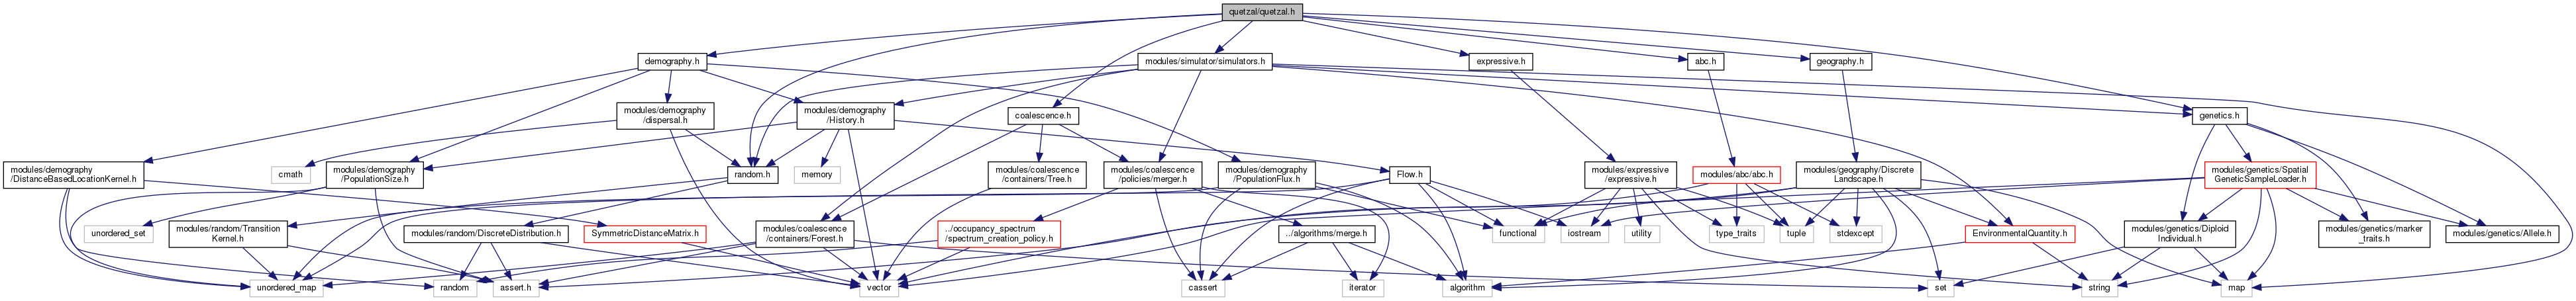 quetzal/quetzal.h
demography.h
modules/simulator/simulators.h
expressive.h
abc.h
geography.h
modules/demography
/dispersal.h
modules/demography
/History.h
coalescence.h
genetics.h
modules/demography
/DistanceBasedLocationKernel.h
cmath
modules/demography
/PopulationSize.h
random.h
memory
modules/coalescence
/containers/Tree.h
modules/coalescence
/policies/merger.h
modules/demography
/PopulationFlux.h
Flow.h
modules/expressive
/expressive.h
modules/abc/abc.h
modules/geography/Discrete
Landscape.h
modules/genetics/Spatial
GeneticSampleLoader.h
unordered_set
modules/random/Transition
Kernel.h
modules/random/DiscreteDistribution.h
SymmetricDistanceMatrix.h
modules/coalescence
/containers/Forest.h
../occupancy_spectrum
/spectrum_creation_policy.h
../algorithms/merge.h
functional
iostream
utility
type_traits
tuple
stdexcept
EnvironmentalQuantity.h
modules/genetics/Diploid
Individual.h
modules/genetics/marker
_traits.h
modules/genetics/Allele.h
unordered_map
random
assert.h
vector
cassert
iterator
algorithm
set
string
map